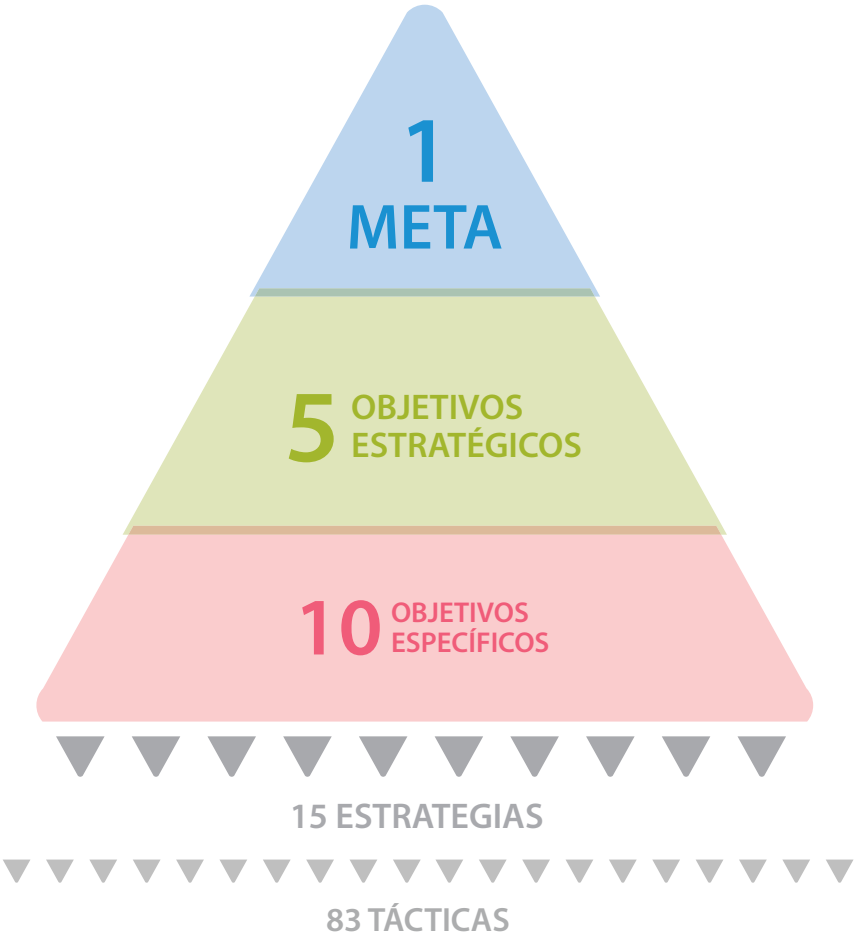 1
META
5 OBJETIVOS
ESTRATÉGICOS
10 OBJETIVOS
ESPECÍFICOS
15 ESTRATEGIAS
83 TÁCTICAS